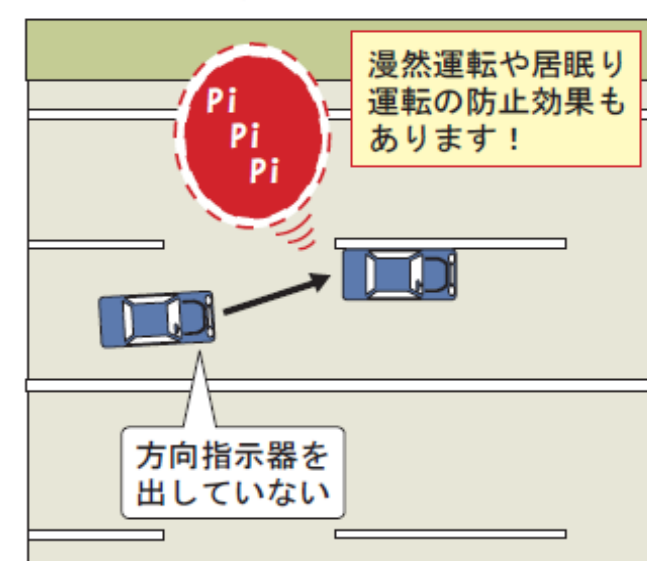 漫然運転や居眠り
運転の防止効果も
あります!
Pi
Pi
Pi
方向指示器を
出していない